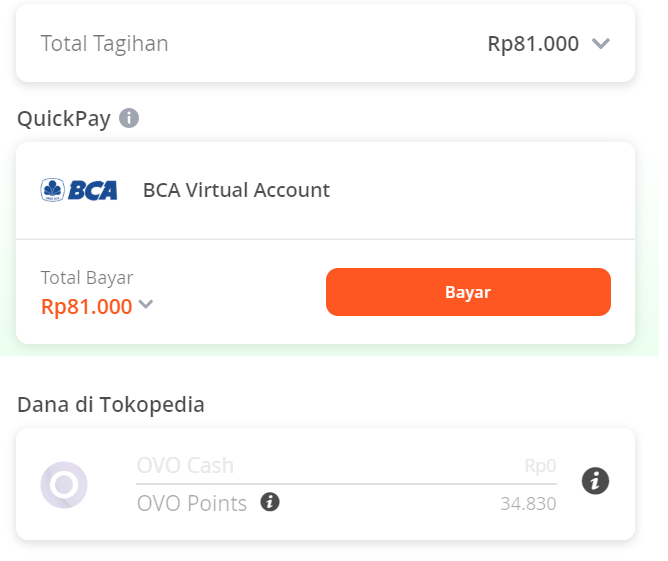 Total Tagihan Rp81.000
QuickPay
BCA BCA Virtual Account
Total Bayar
Rp81.000
Bayar
Dana di Tokopedia
OVO Cash Rp0
OVO Points 34.830